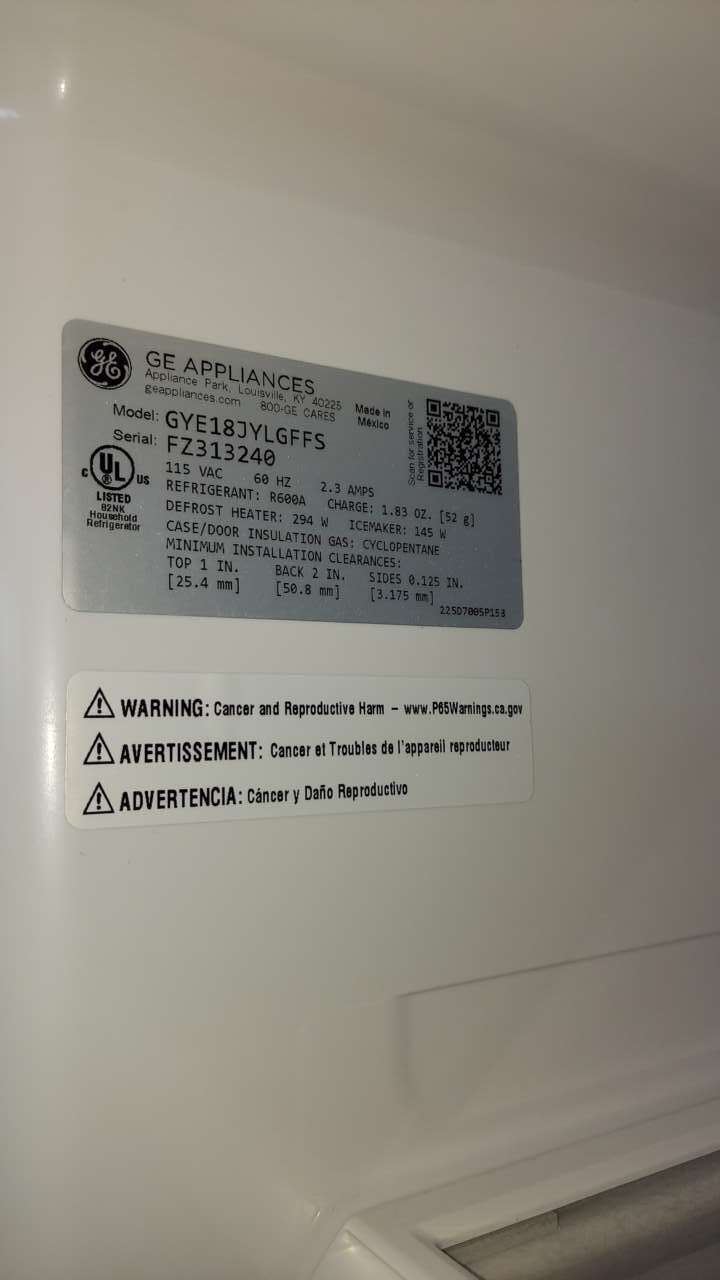 GE APPLIANCES
Appliance Park, Louisville, KY 40225
geappliances.com 800-GE CARES
Made in
México
Scan for service or
Registration
Model: GYE18JYLGFFS
Serial: FZ313240
C UL US
®
LISTED
82NK
Household
Refrigerator
115 VAC 60 HZ 2.3 AMPS
REFRIGERANT: R600A CHARGE: 1.83 OZ. [52 g]
DEFROST HEATER: 294 W ICEMAKER: 145 W
CASE/DOOR INSULATION GAS: CYCLOPENTANE
MINIMUM INSTALLATION CLEARANCES:
TOP 1 IN. BACK 2 IN. SIDES 0.125 IN.
[25.4 mm] [50.8 mm] [3.175 mm]
225D7005P153
WARNING: Cancer and Reproductive Harm – www.P65Warnings.ca.gov
AVERTISSEMENT: Cancer et Troubles de l'appareil reproducteur
ADVERTENCIA: Cáncer y Daño Reproductivo